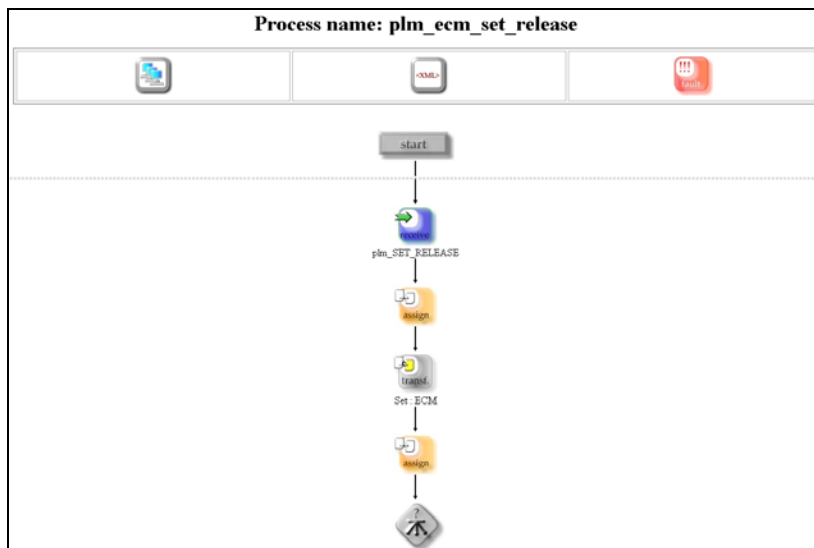 Process name: plm_ecm_set_release
<XML>
!!!
fault
start
receive
plm_SET_RELEASE
assign
transf.
Set : ECM
assign
?